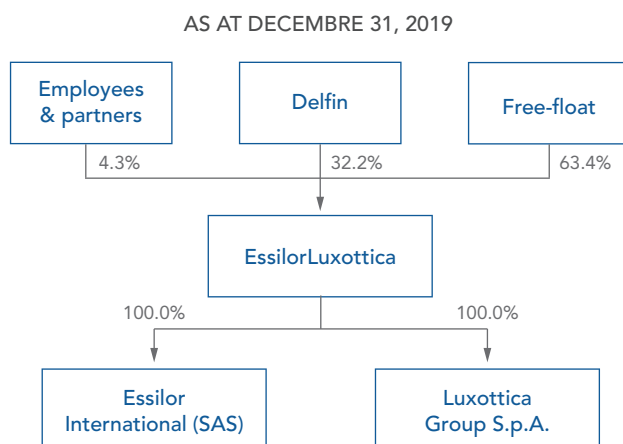 AS AT DECEMBRE 31, 2019
Employees
& partners
Delfin
Free-float
4.3%
32.2%
63.4%
EssilorLuxottica
100.0%
100.0%
Essilor
International (SAS)
Luxottica
Group S.p.A.